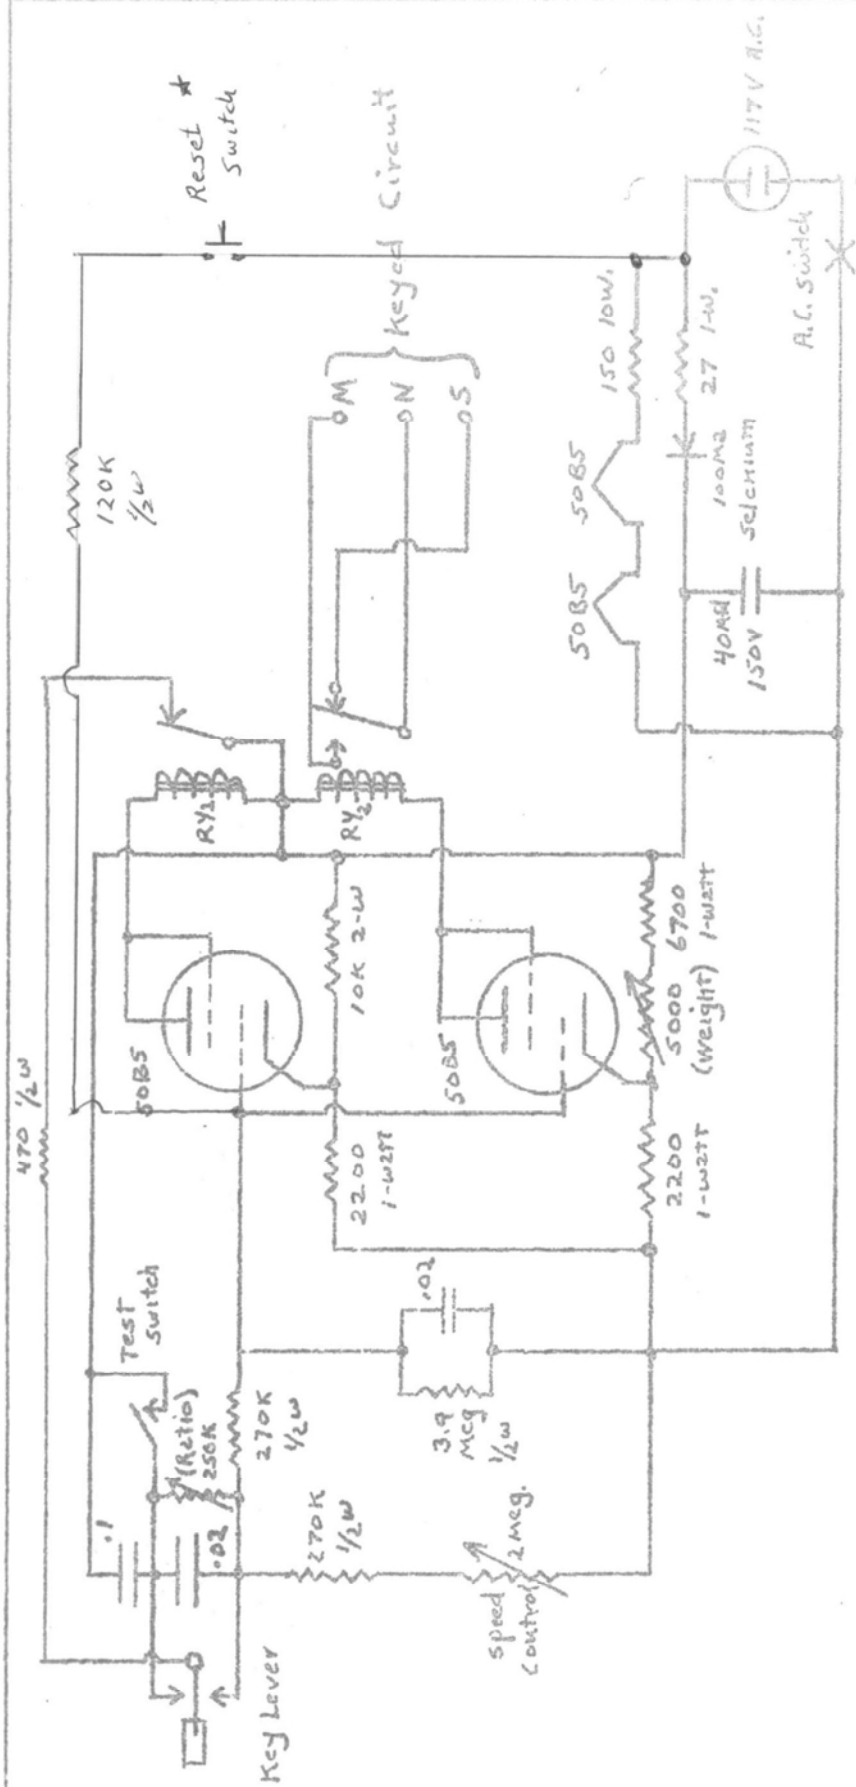 Key Lever
.1
.02
Test
Switch
(Ratio)
250K
270K
½W
270K
½W
Speed
Control
2 Meg.
3.9
Meg
½W
.02
470 ½W
50B5
2200
1-Watt
10K 2-W
50B5
2200
1-Watt
5000
(Weight)
6700
1-Watt
RY1
RY2
120K
½W
Reset *
Switch
M
N
S
Keyed Circuit
50B5
50B5
150 10W.
27 1-W.
100MA
Selenium
40Mfd
150V
A.C. Switch
117V A.C.